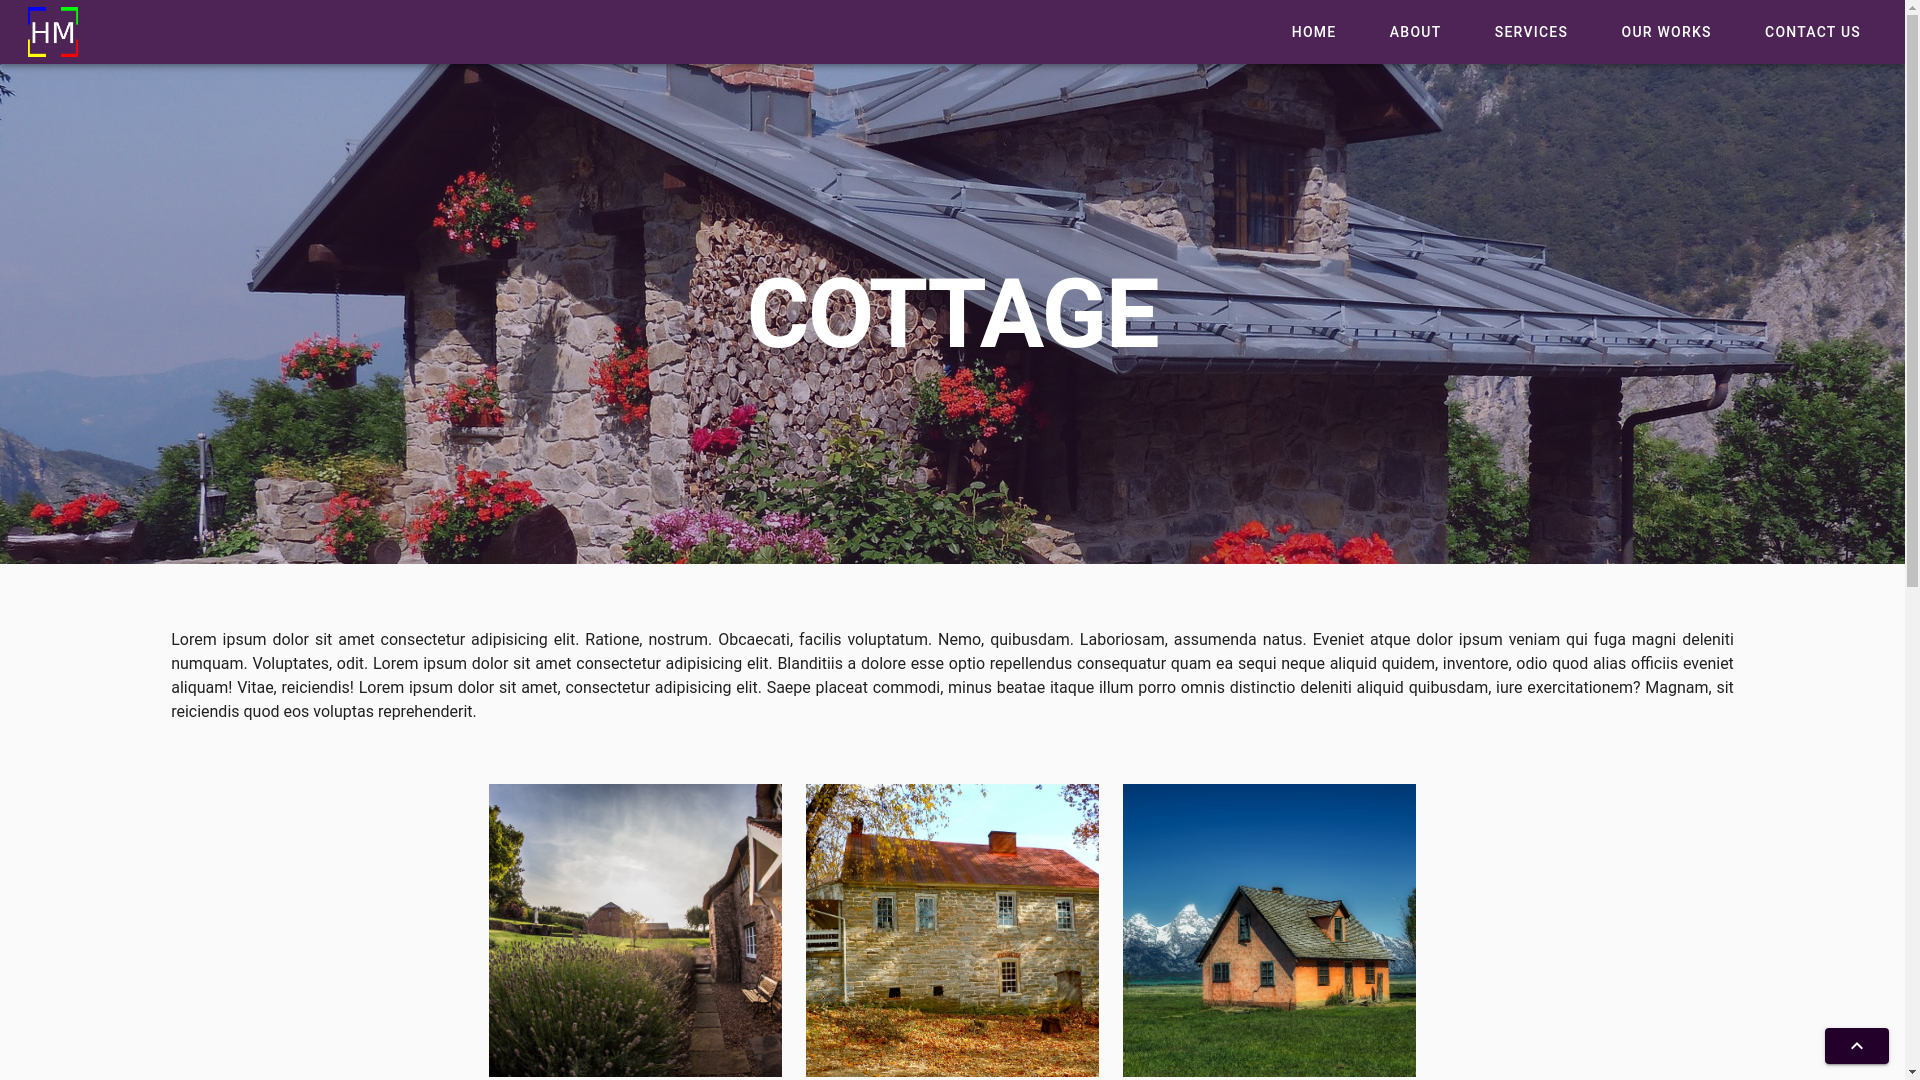 HM
HOME
ABOUT
SERVICES
OUR WORKS
CONTACT US
COTTAGE
Lorem ipsum dolor sit amet consectetur adipisicing elit. Ratione, nostrum. Obcaecati, facilis voluptatum. Nemo, quibusdam. Laboriosam, assumenda natus. Eveniet atque dolor ipsum veniam qui fuga magni deleniti
numquam. Voluptates, odit. Lorem ipsum dolor sit amet consectetur adipisicing elit. Blanditiis a dolore esse optio repellendus consequatur quam ea sequi neque aliquid quidem, inventore, odio quod alias officiis eveniet
aliquam! Vitae, reiciendis! Lorem ipsum dolor sit amet, consectetur adipisicing elit. Saepe placeat commodi, minus beatae itaque illum porro omnis distinctio deleniti aliquid quibusdam, iure exercitationem? Magnam, sit
reiciendis quod eos voluptas reprehenderit.